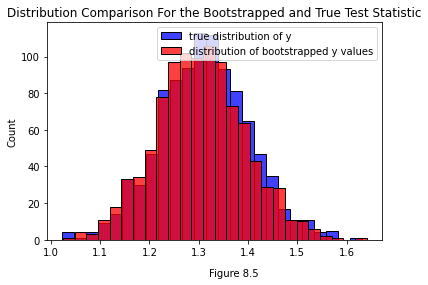 Distribution Comparison For the Bootstrapped and True Test Statistic
true distribution of y
distribution of bootstrapped y values
100
80
60
40
20
0
Count
1.0 1.1 1.2 1.3 1.4 1.5 1.6
Figure 8.5